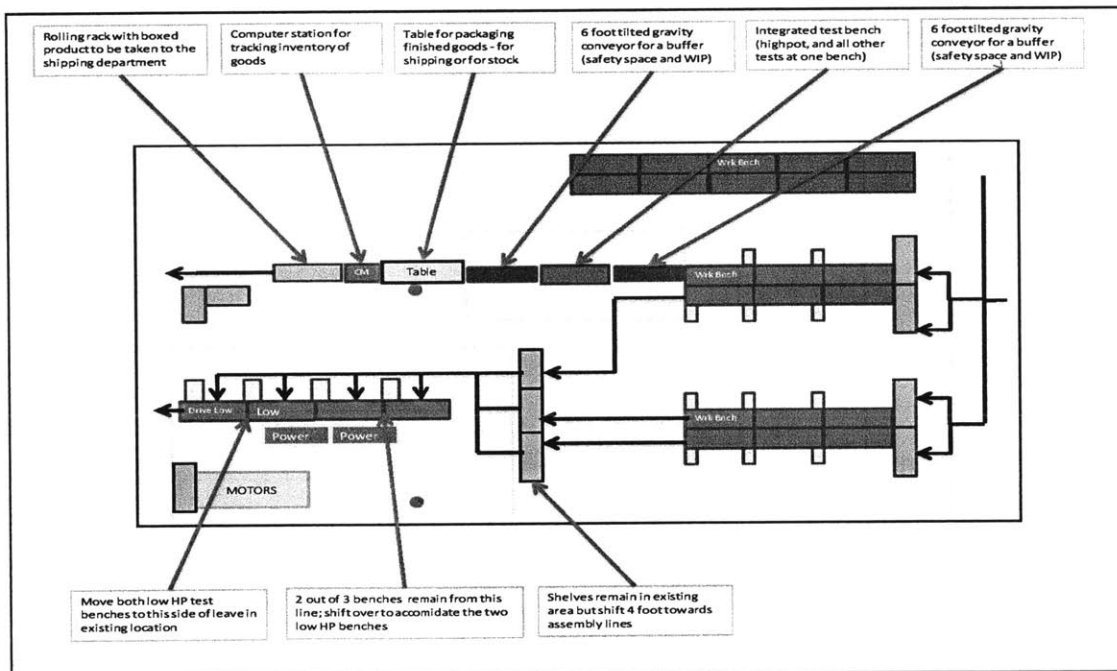 Rolling rack with boxed
product to be taken to the
shipping department
Computer station for
tracking inventory of
goods
Table for packaging
finished goods - for
shipping or for stock
6 foot tilted gravity
conveyor for a buffer
(safety space and WIP)
Integrated test bench
(highpot, and all other
tests at one bench)
6 foot tilted gravity
conveyor for a buffer
(safety space and WIP)
Wrk Bnch
CM
Table
Wrk Bnch
Drive Low
Low
Wrk Bnch
Power
Power
MOTORS
Move both low HP test
benches to this side of leave in
existing location
2 out of 3 benches remain from this
line; shift over to accomidate the two
low HP benches
Shelves remain in existing
area but shift 4 foot towards
assembly lines